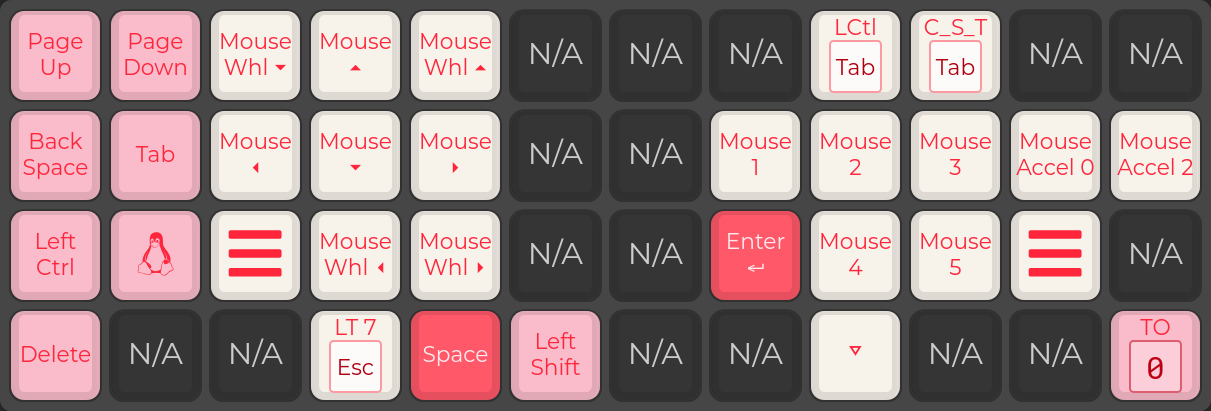 Page Up
Page Down
Mouse Whl
Mouse
Mouse Whl
N/A
N/A
N/A
LCtl
Tab
C_S_T
Tab
N/A
N/A
Back Space
Tab
Mouse
Mouse
Mouse
N/A
N/A
Mouse 1
Mouse 2
Mouse 3
Mouse Accel 0
Mouse Accel 2
Left Ctrl
Mouse Whl
Mouse Whl
N/A
N/A
Enter
Mouse 4
Mouse 5
N/A
Delete
N/A
N/A
LT 7
Esc
Space
Left Shift
N/A
N/A
N/A
N/A
TO
0